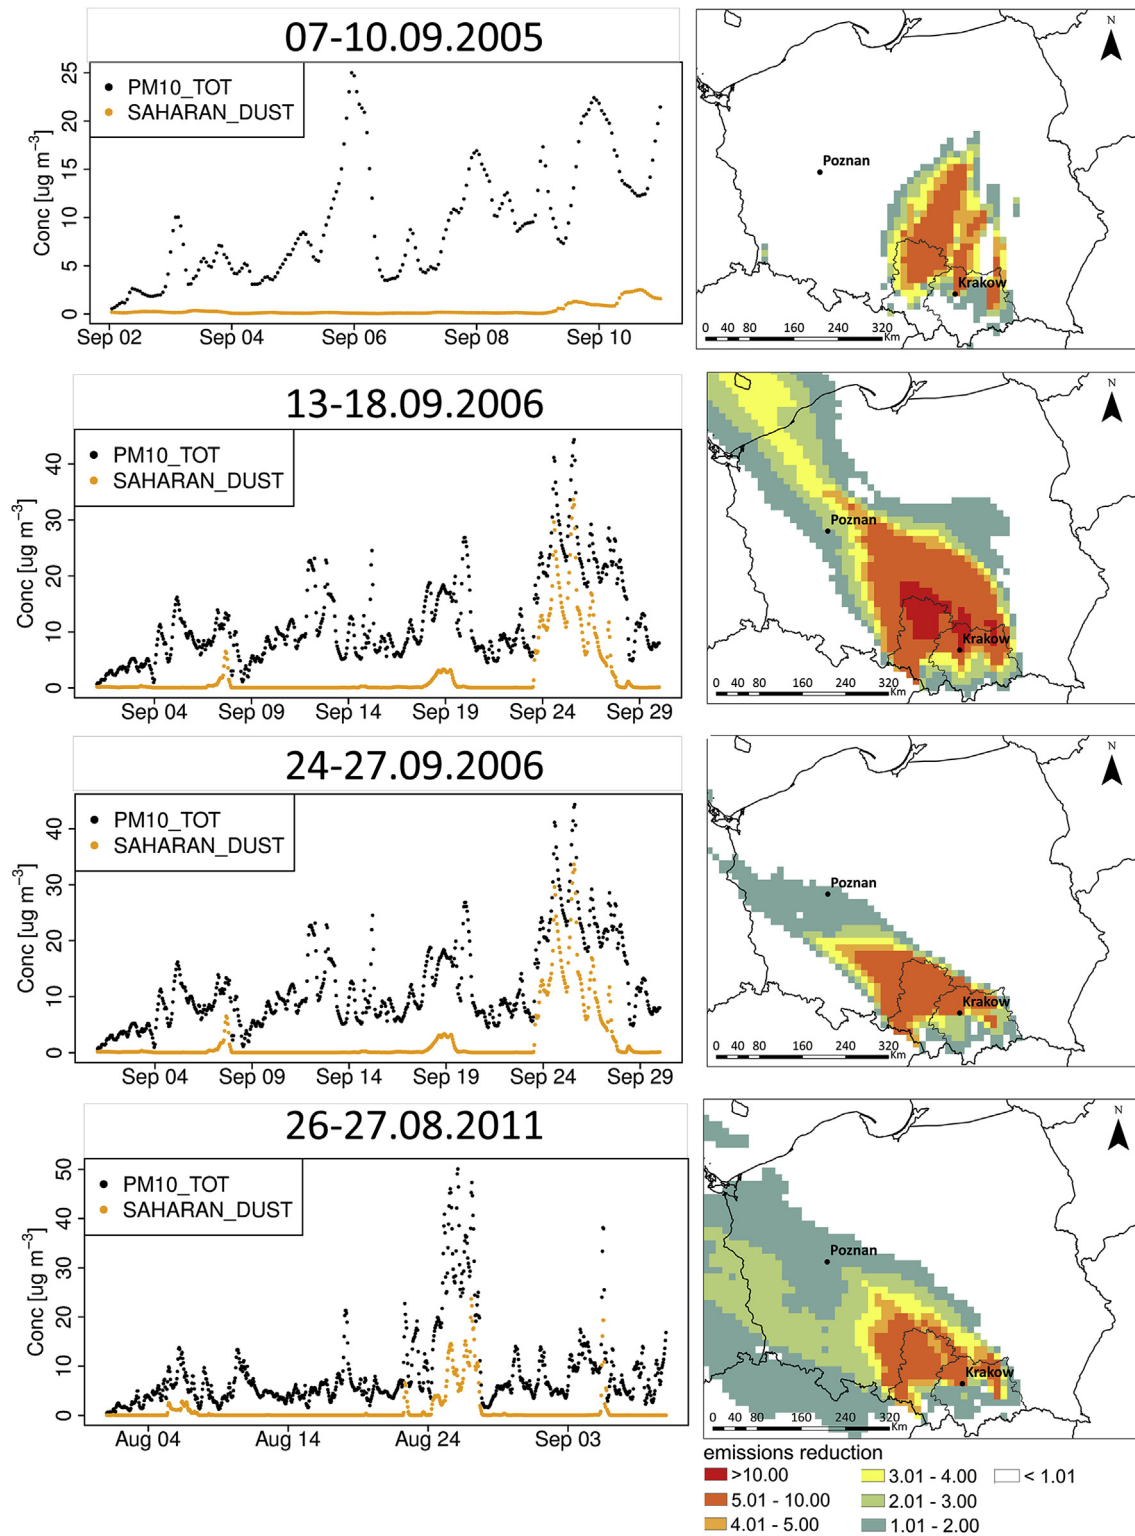 07-10.09.2005
PM10_TOT
SAHARAN_DUST
Conc [ug m−3]
25
20
15
10
5
0
Sep 02 Sep 04 Sep 06 Sep 08 Sep 10
N
Poznan
Krakow
0 40 80 160 240 320
Km
13-18.09.2006
PM10_TOT
SAHARAN_DUST
Conc [ug m−3]
40
30
20
10
0
Sep 04 Sep 09 Sep 14 Sep 19 Sep 24 Sep 29
N
Poznan
Krakow
0 40 80 160 240 320
Km
24-27.09.2006
PM10_TOT
SAHARAN_DUST
Conc [ug m−3]
40
30
20
10
0
Sep 04 Sep 09 Sep 14 Sep 19 Sep 24 Sep 29
N
Poznan
Krakow
0 40 80 160 240 320
Km
26-27.08.2011
PM10_TOT
SAHARAN_DUST
Conc [ug m−3]
50
40
30
20
10
0
Aug 04 Aug 14 Aug 24 Sep 03
N
Poznan
Krakow
0 40 80 160 240 320
Km
emissions reduction
>10.00 3.01 - 4.00 < 1.01
5.01 - 10.00 2.01 - 3.00
4.01 - 5.00 1.01 - 2.00